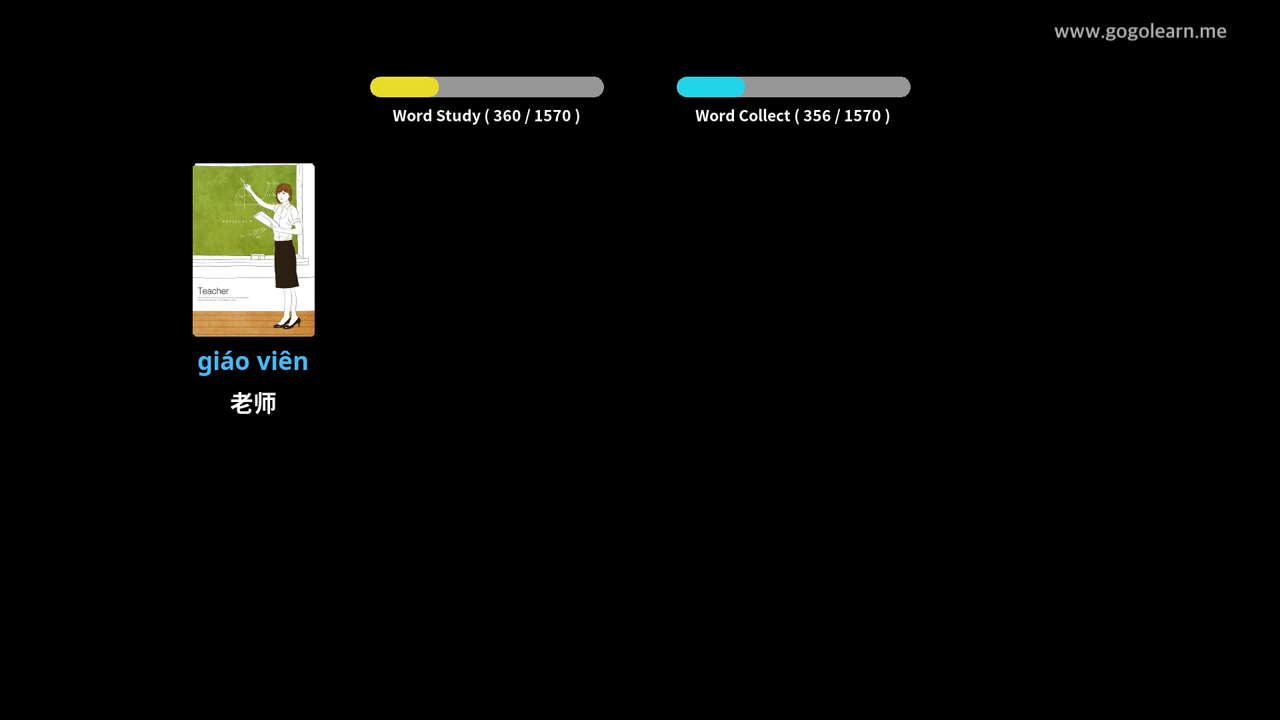 www.gogolearn.me
Word Study ( 360 / 1570 )
Word Collect ( 356 / 1570 )
Teacher
giáo viên
老师